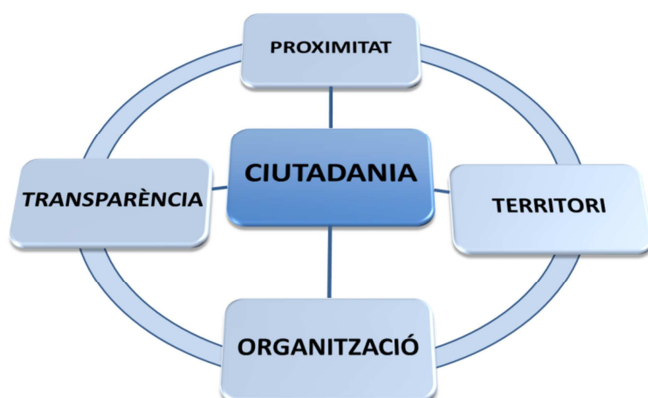 PROXIMITAT
CIUTADANIA
TRANSPARÈNCIA
TERRITORI
ORGANITZACIÓ